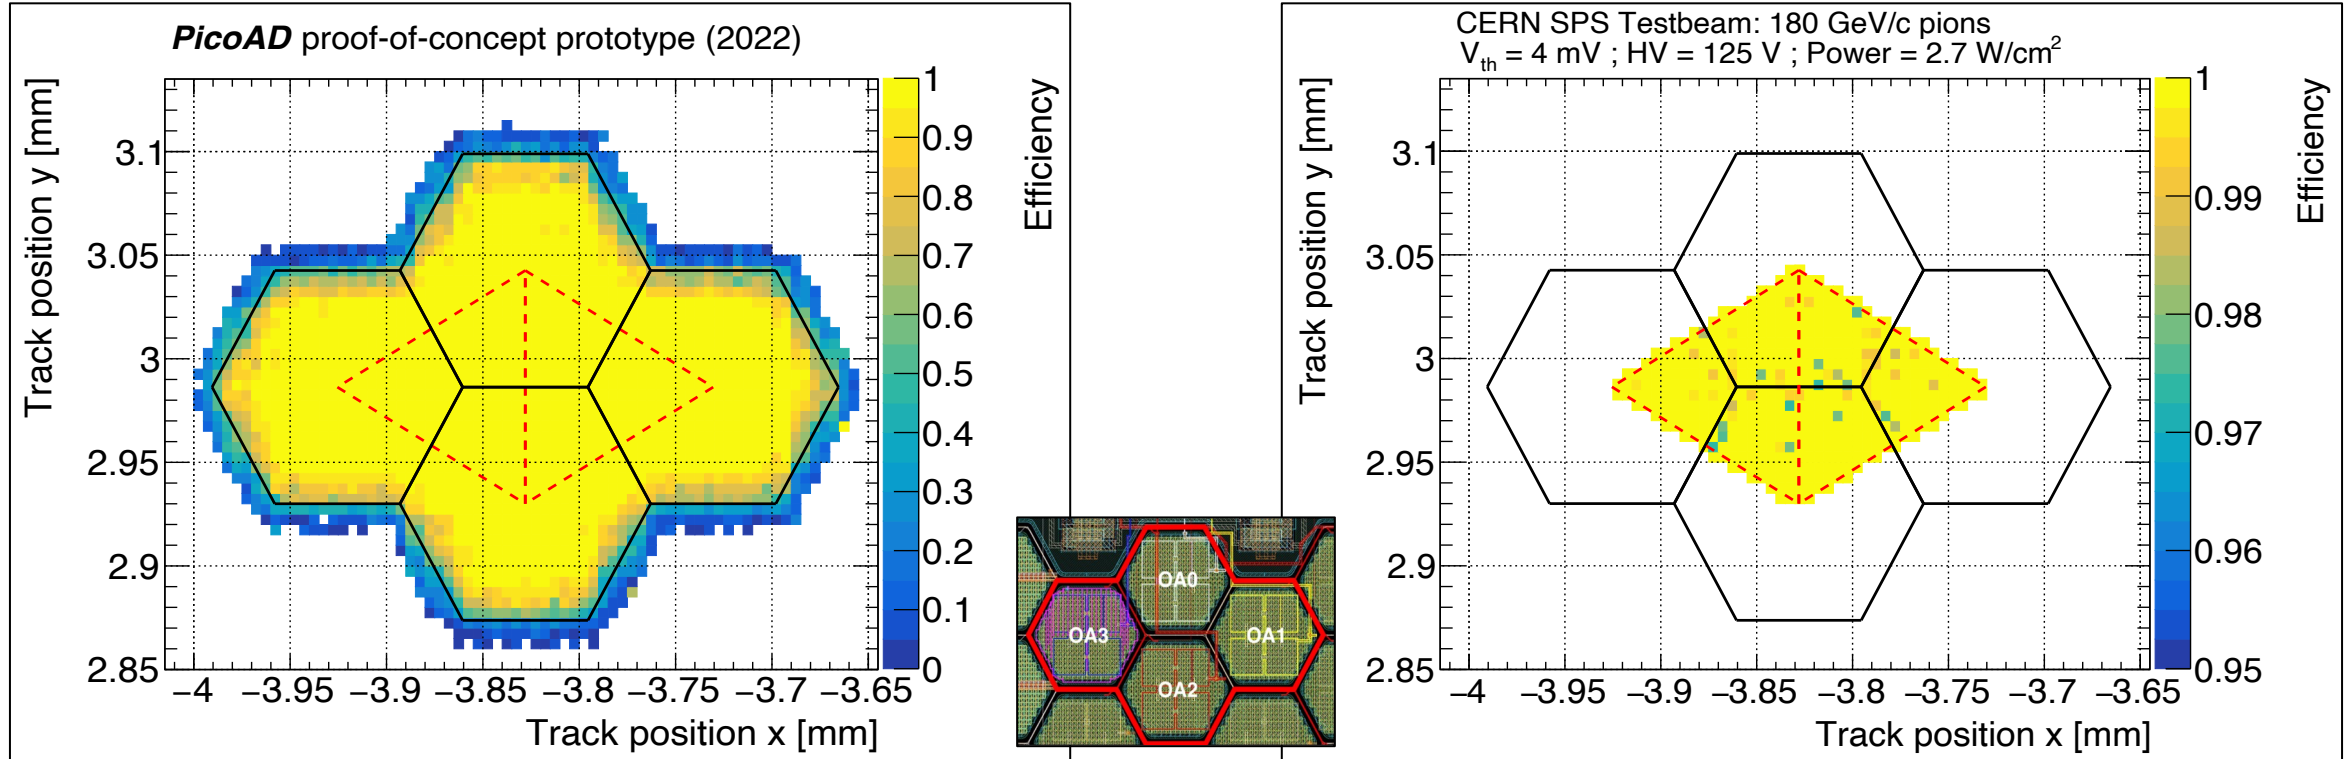 PicoAD proof-of-concept prototype (2022)
Track position y [mm]
3.1
3.05
3
2.95
2.9
2.85
−4 −3.95 −3.9 −3.85 −3.8 −3.75 −3.7 −3.65
Track position x [mm]
1
0.9
0.8
0.7
0.6
0.5
0.4
0.3
0.2
0.1
0
Efficiency
OA0
OA3
OA1
OA2
CERN SPS Testbeam: 180 GeV/c pions
Vth = 4 mV ; HV = 125 V ; Power = 2.7 W/cm²
Track position y [mm]
3.1
3.05
3
2.95
2.9
2.85
−4 −3.95 −3.9 −3.85 −3.8 −3.75 −3.7 −3.65
Track position x [mm]
1
0.99
0.98
0.97
0.96
0.95
Efficiency